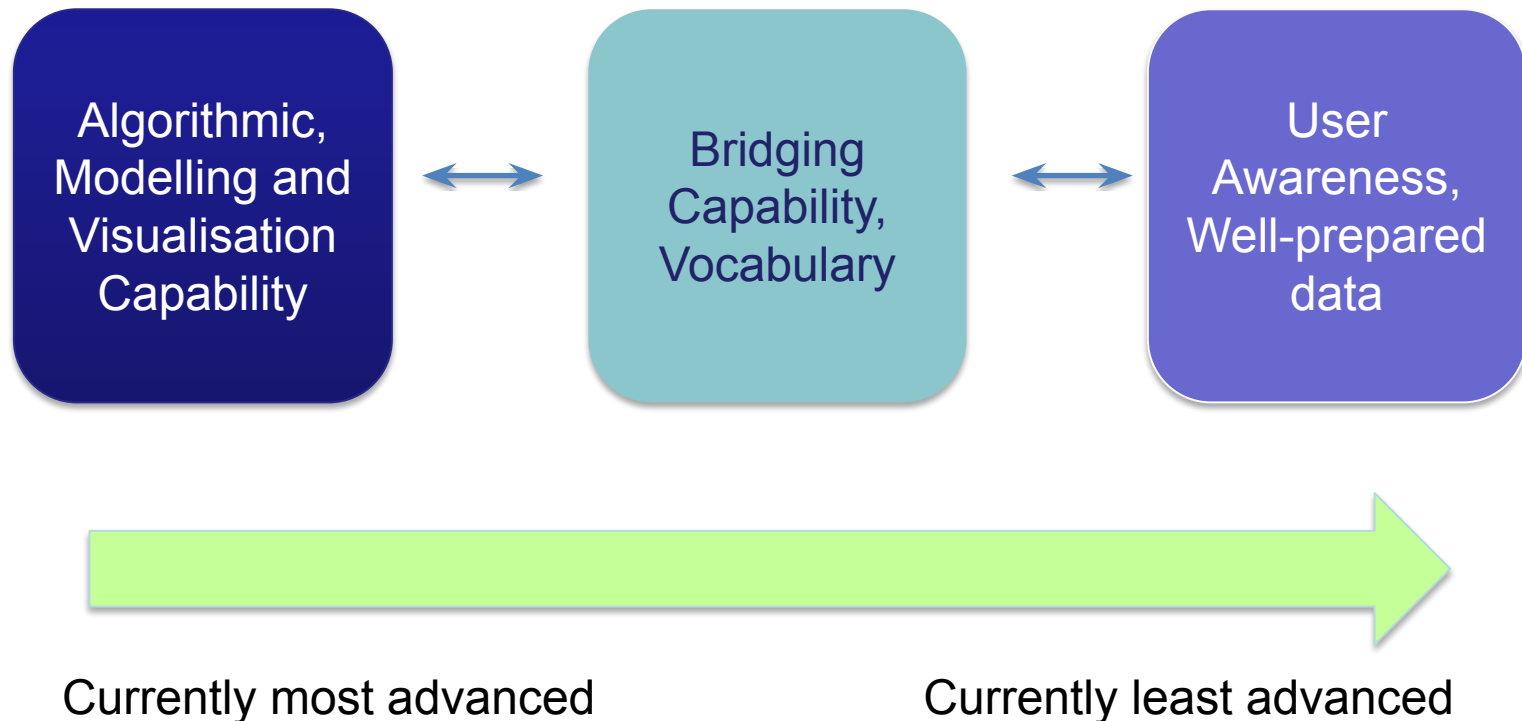 Algorithmic,
Modelling and
Visualisation
Capability
Bridging
Capability,
Vocabulary
User
Awareness,
Well-prepared
data
Currently most advanced
Currently least advanced